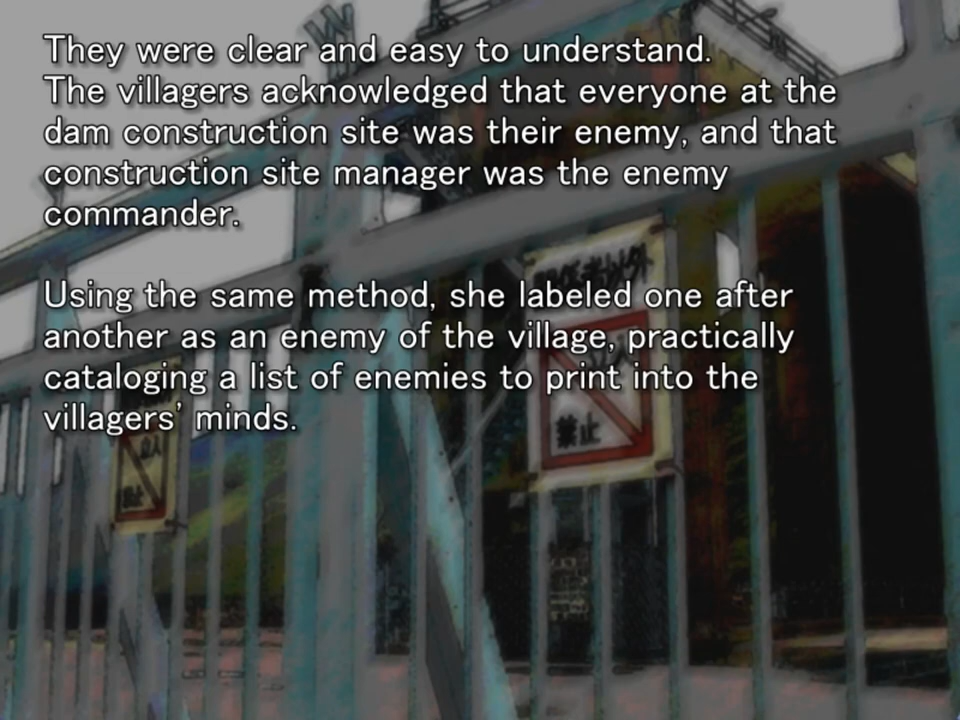 They were clear and easy to understand.
The villagers acknowledged that everyone at the
dam construction site was their enemy, and that
construction site manager was the enemy
commander.
Using the same method, she labeled one after
another as an enemy of the village, practically
cataloging a list of enemies to print into the
villagers’ minds.
禁止